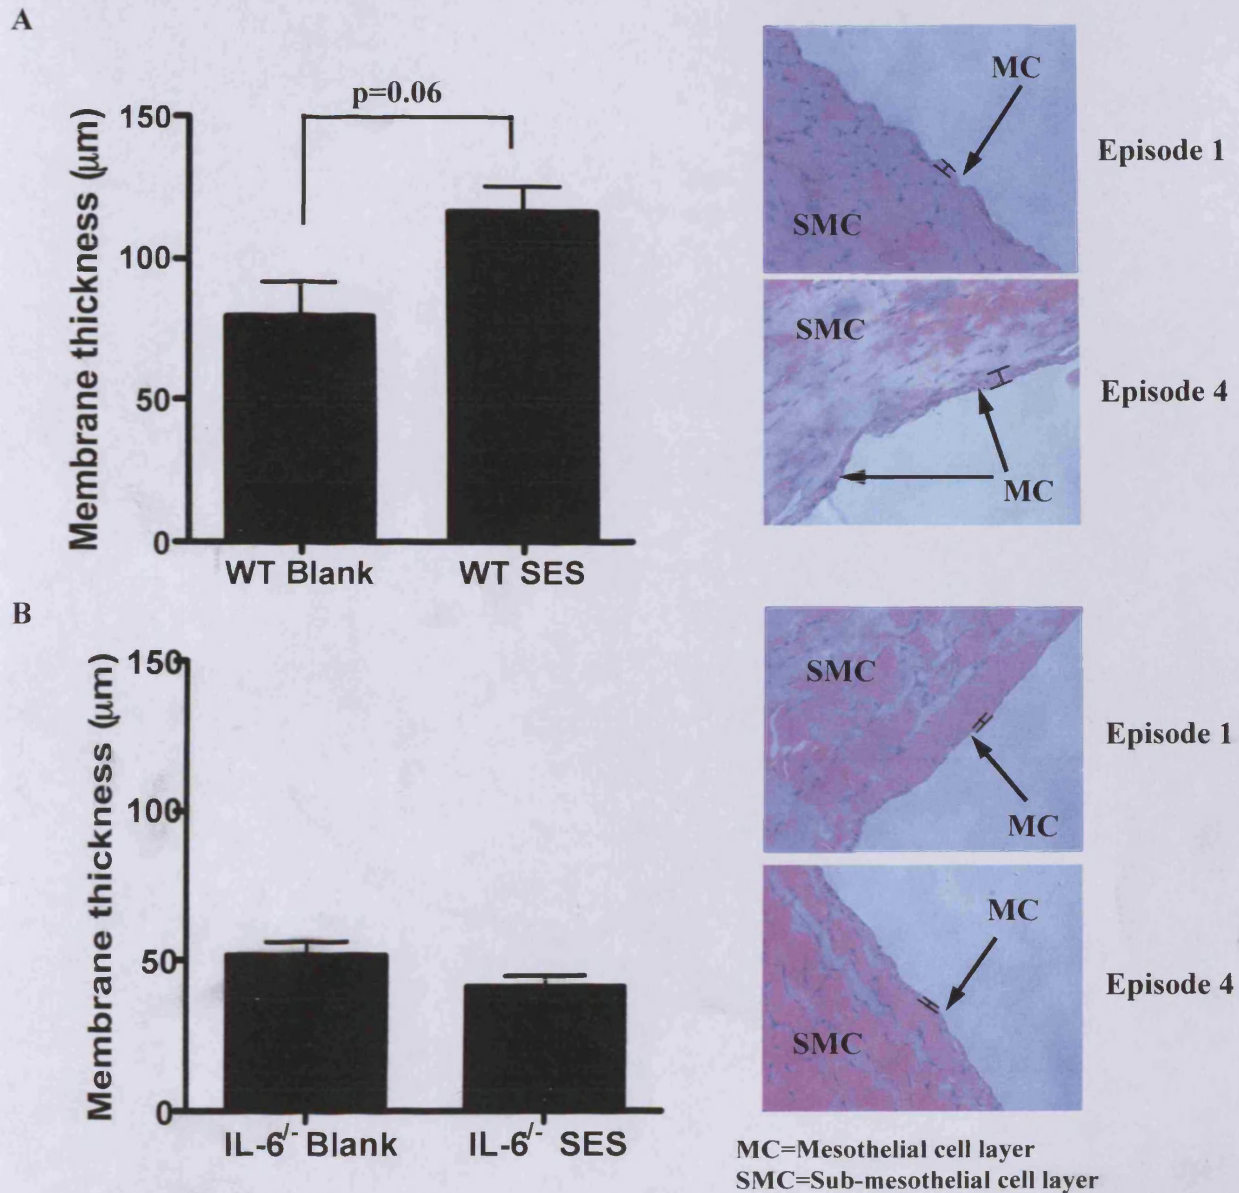 A
p=0.06
Membrane thickness (µm)
150
100
50
0
WT Blank
WT SES
MC
SMC
Episode 1
SMC
MC
Episode 4
B
Membrane thickness (µm)
150
100
50
0
IL-6/- Blank
IL-6/- SES
SMC
MC
Episode 1
MC
SMC
Episode 4
MC=Mesothelial cell layer
SMC=Sub-mesothelial cell layer